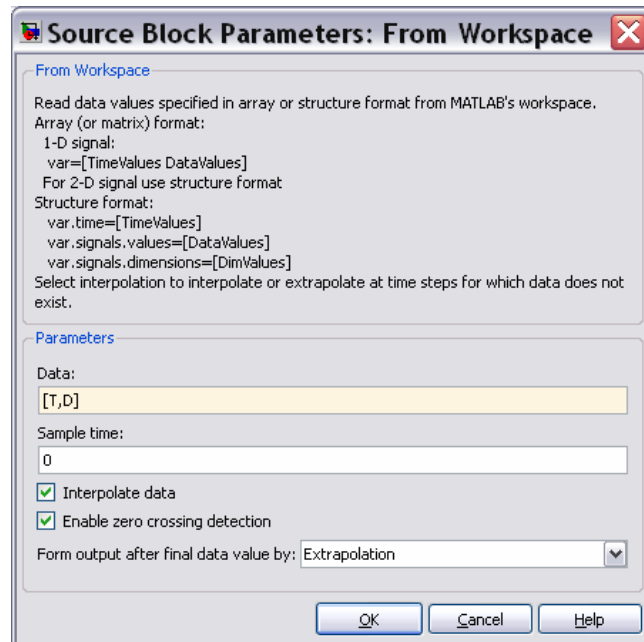 Source Block Parameters: From Workspace
From Workspace
Read data values specified in array or structure format from MATLAB's workspace.
Array (or matrix) format:
1-D signal:
var=[TimeValues DataValues]
For 2-D signal use structure format
Structure format:
var.time=[TimeValues]
var.signals.values=[DataValues]
var.signals.dimensions=[DimValues]
Select interpolation to interpolate or extrapolate at time steps for which data does not
exist.
Parameters
Data:
[T,D]
Sample time:
0
Interpolate data
Enable zero crossing detection
Form output after final data value by: Extrapolation
OK Cancel Help